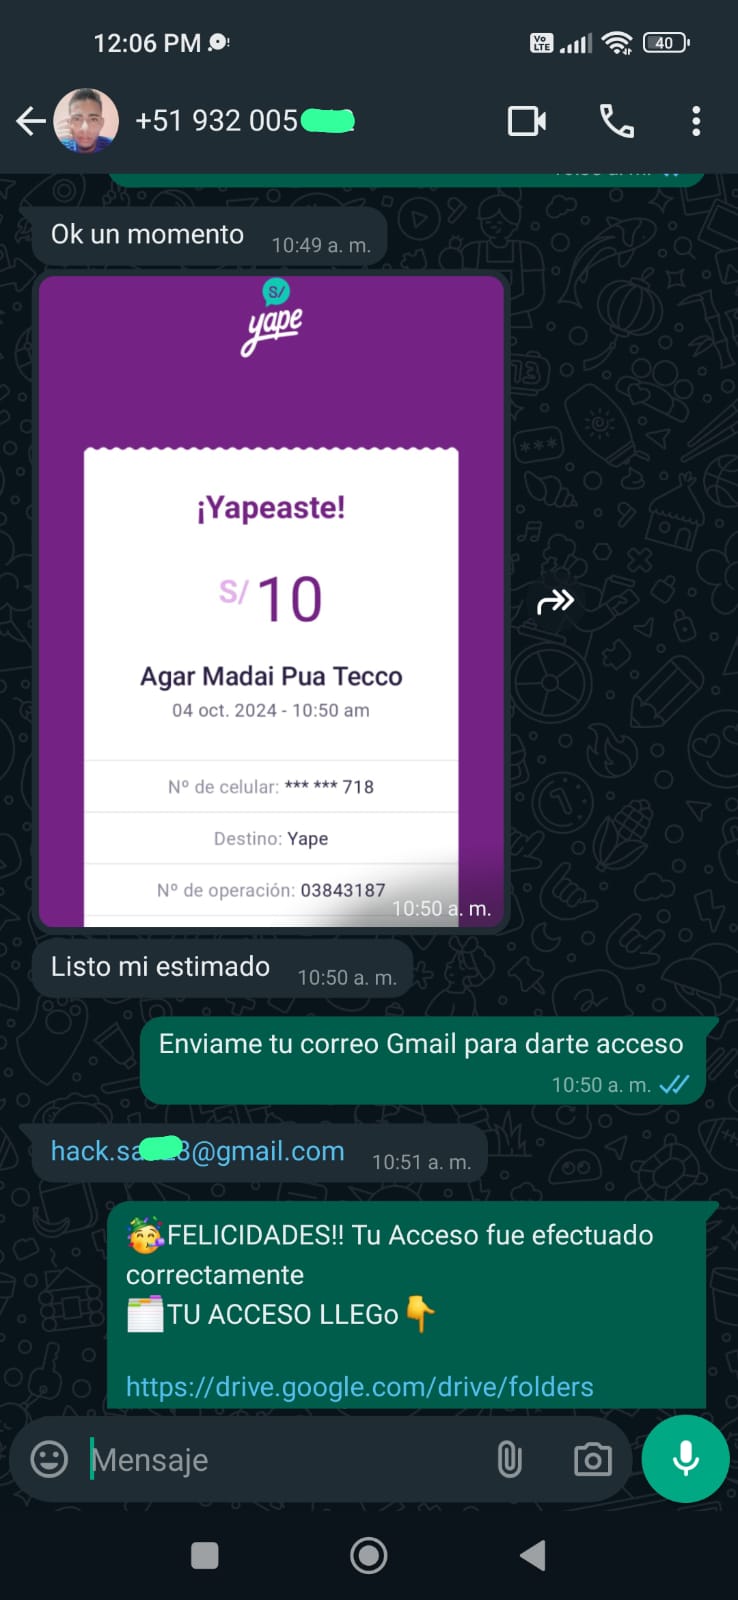 12:06 PM
Vo LTE
40
+51 932 005
Ok un momento
10:49 a. m.
S/
yape
¡Yapeaste!
S/ 10
Agar Madai Pua Tecco
04 oct. 2024 - 10:50 am
Nº de celular: *** *** 718
Destino: Yape
Nº de operación: 03843187
10:50 a. m.
Listo mi estimado
10:50 a. m.
Enviame tu correo Gmail para darte acceso
10:50 a. m.
hack.sa 3@gmail.com
10:51 a. m.
🥳FELICIDADES!! Tu Acceso fue efectuado
correctamente
🗂️TU ACCESO LLEGo👇
https://drive.google.com/drive/folders
Mensaje